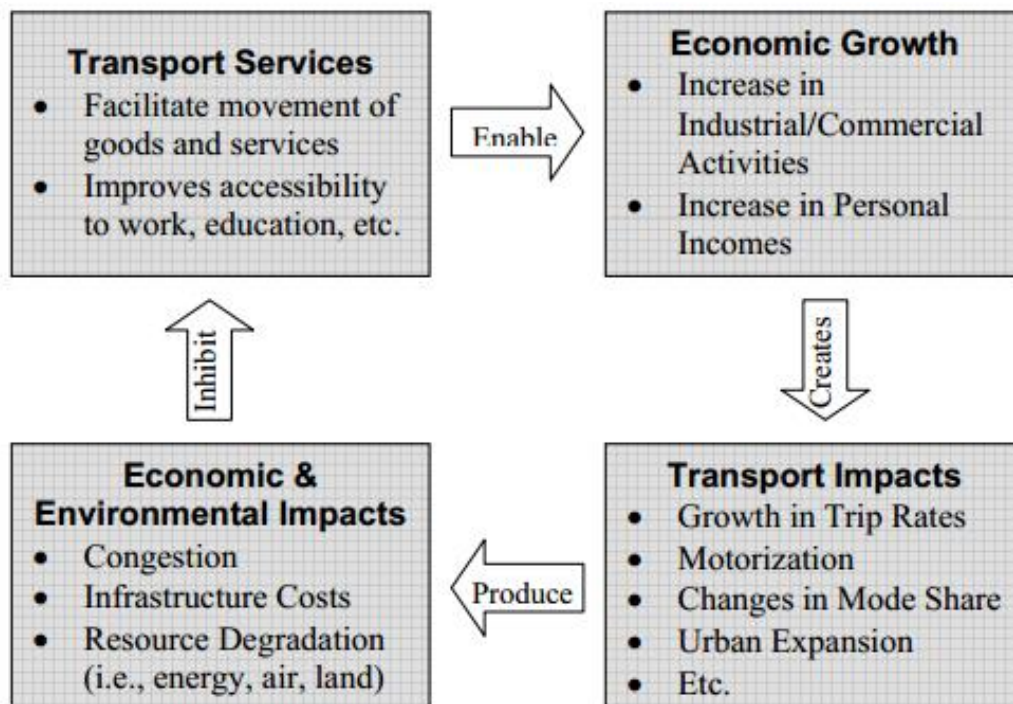 Transport Services
• Facilitate movement of
goods and services
• Improves accessibility
to work, education, etc.
Enable
Economic Growth
• Increase in
Industrial/Commercial
Activities
• Increase in Personal
Incomes
Creates
Transport Impacts
• Growth in Trip Rates
• Motorization
• Changes in Mode Share
• Urban Expansion
• Etc.
Produce
Economic &
Environmental Impacts
• Congestion
• Infrastructure Costs
• Resource Degradation
(i.e., energy, air, land)
Inhibit